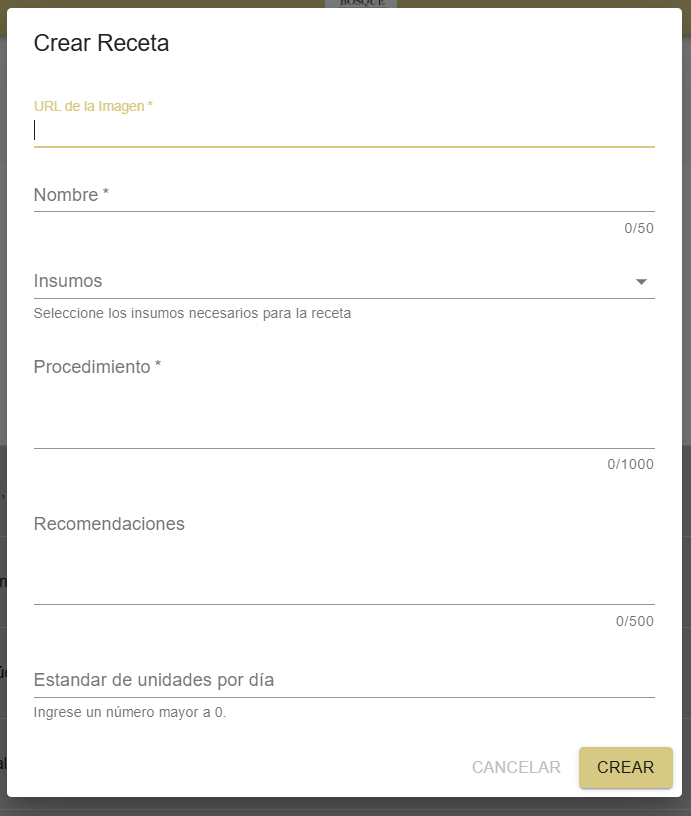 BOSQUE
Crear Receta
URL de la Imagen *
Nombre *
0/50
Insumos
Seleccione los insumos necesarios para la receta
Procedimiento *
0/1000
Recomendaciones
0/500
Estandar de unidades por día
Ingrese un número mayor a 0.
CANCELAR
CREAR